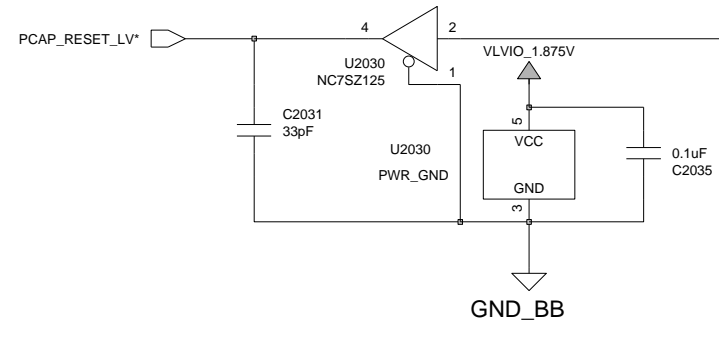 4
2
PCAP_RESET_LV*
VLVIO_1.875V
U2030
NC7SZ125
1
C2031
33pF
5
VCC
U2030
0.1uF
C2035
PWR_GND
GND
3
GND_BB